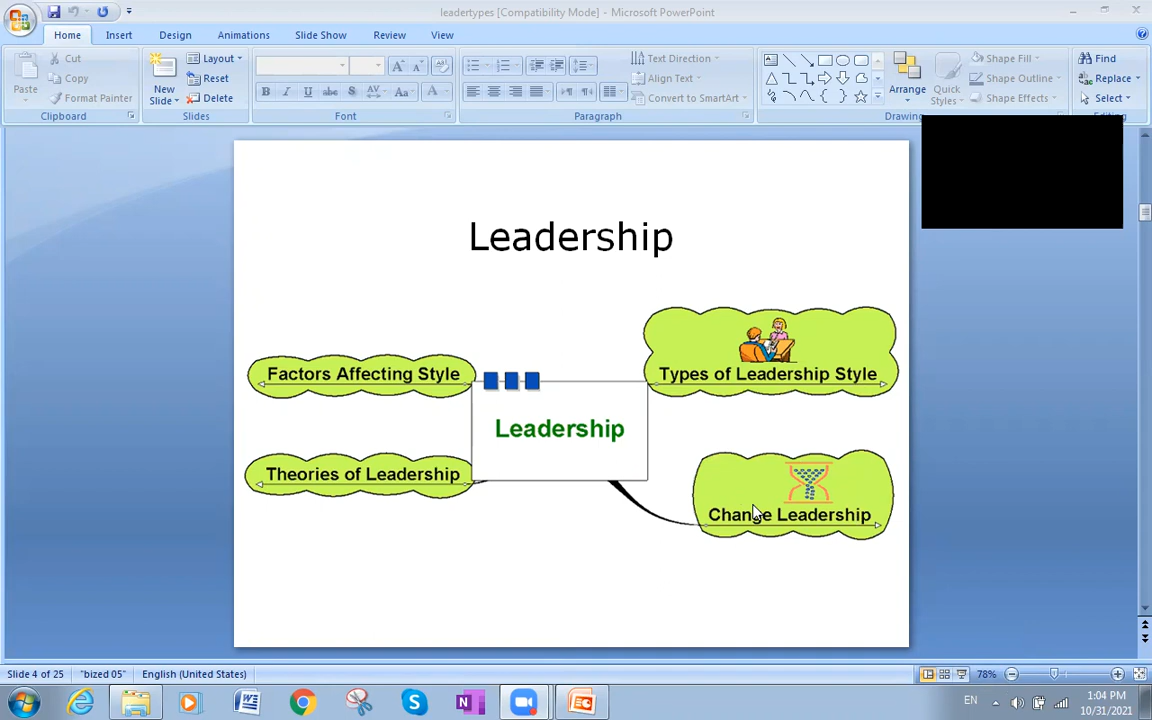 leadertypes [Compatibility Mode] - Microsoft PowerPoint
Home Insert Design Animations Slide Show Review View
Cut
Copy
Format Painter
Paste
Clipboard
New Slide
Layout
Reset
Delete
Slides
B I U abc S AV Aa A
Font
Text Direction
Align Text
Convert to SmartArt
Paragraph
Arrange
Quick Styles
Shape Fill
Shape Outline
Shape Effects
Find
Replace
Select
Leadership
Factors Affecting Style
Types of Leadership Style
Leadership
Theories of Leadership
Change Leadership
Slide 4 of 25 "bized 05" English (United States) 78%
EN
1:04 PM
10/31/2021